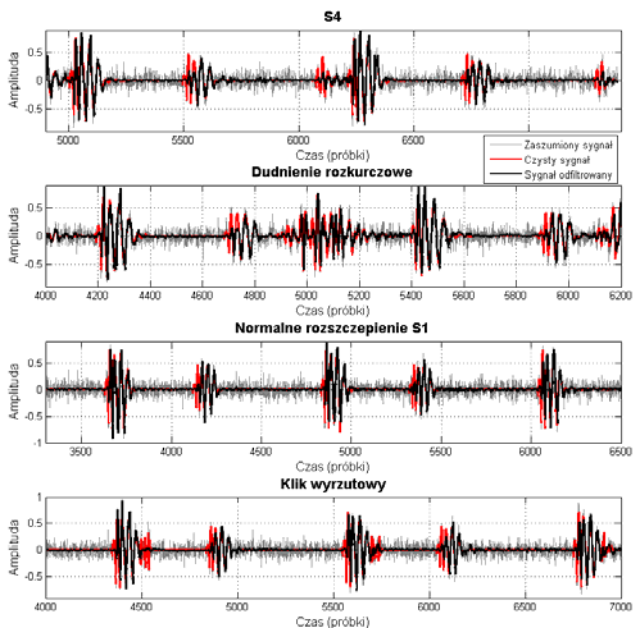 S4
Amplituda
0.5
0
-0.5
5000 5500 6000 6500
Czas (próbki)
Zaszumiony sygnał
Czysty sygnał
Sygnał odfiltrowany
Dudnienie rozkurczowe
Amplituda
0.5
0
-0.5
4000 4200 4400 4600 4800 5000 5200 5400 5600 5800 6000 6200
Czas (próbki)
Normalne rozszczepienie S1
Amplituda
0.5
0
-0.5
-1
3500 4000 4500 5000 5500 6000 6500
Czas (próbki)
Klik wyrzutowy
Amplituda
1
0.5
0
-0.5
4000 4500 5000 5500 6000 6500 7000
Czas (próbki)